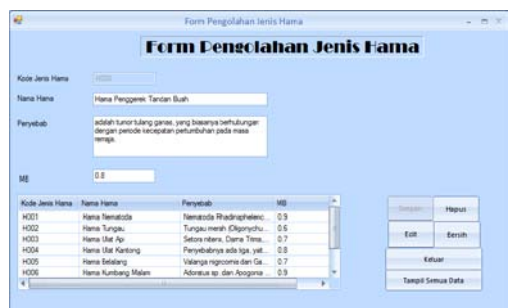 Form Pengolahan Jenis Hama
Form Pengolahan Jenis Hama
Kode Jenis Hama
Nama Hama Hama Penggerek Tandan Buah
Penyebab adalah tumor tulang ganas, yang biasanya berhubungan
dengan periode kecepatan pertumbuhan pada masa
remaja.
MB 0.8
Kode Jenis Hama Nama Hama Penyebab MB
H001 Hama Nematoda Nematoda Rhadinaphelenc... 0.9
H002 Hama Tungau Tungau merah (Oligonychu... 0.6
H003 Hama Ulat Api Setora nitens, Darna Trima,... 0.7
H004 Hama Ulat Kantong Penyebabnya ada tiga, yait... 0.8
H005 Hama Belalang Valanga nigricornis dan Ga... 0.7
H006 Hama Kumbang Malam Adoretus sp. dan Apogonia ... 0.9
Simpan Hapus
Edit Bersih
Keluar
Tampil Semua Data